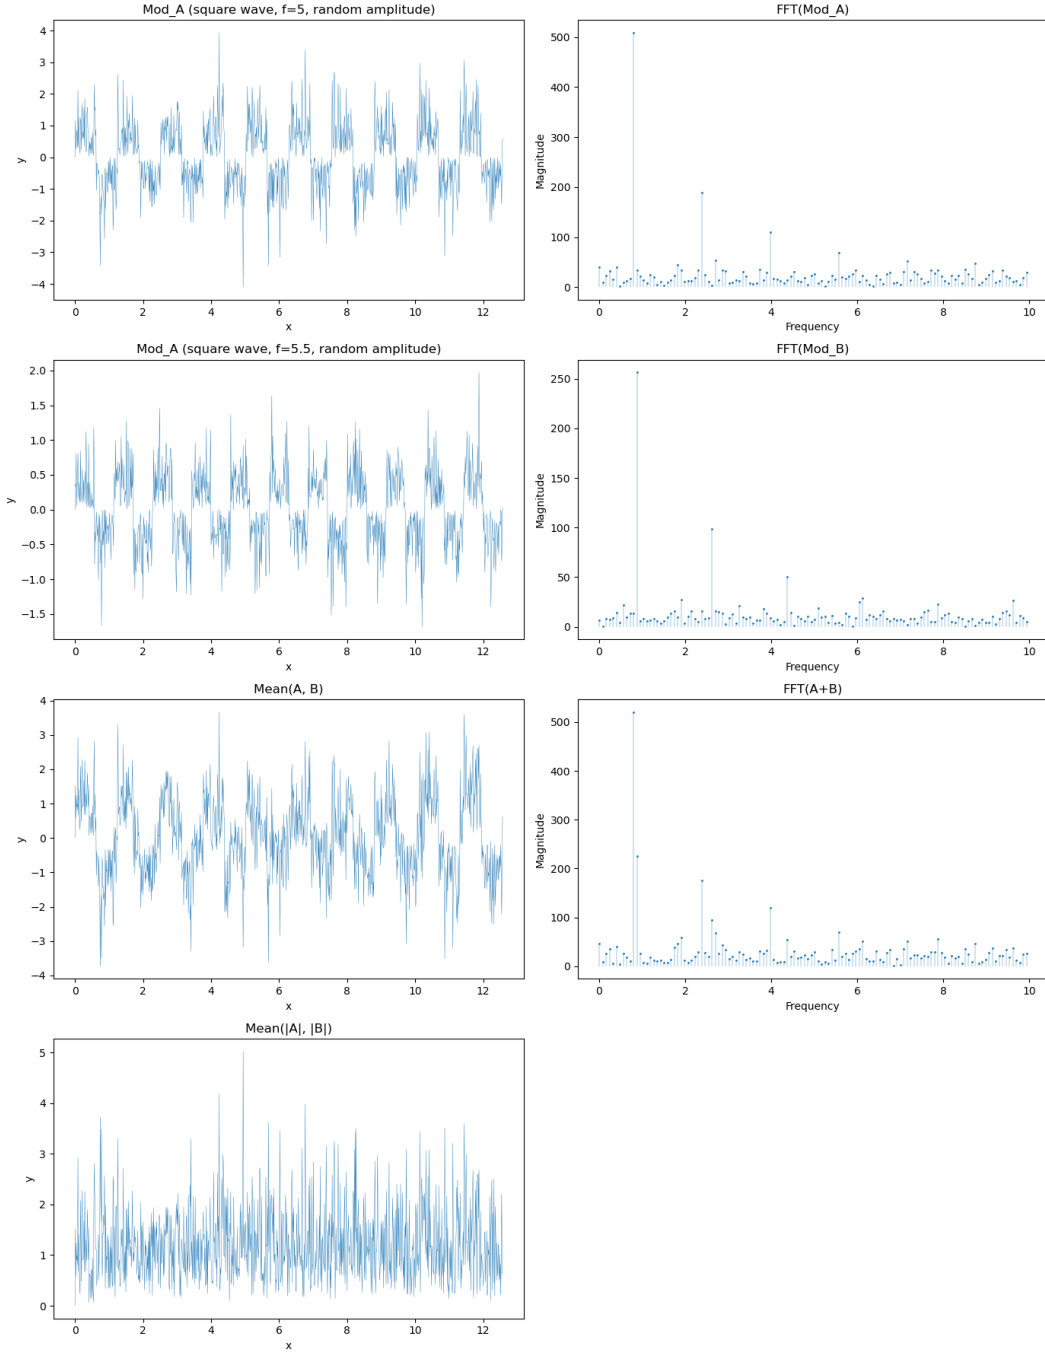 Mod_A (square wave, f=5, random amplitude)
4
3
2
1
0
−1
−2
−3
−4
y
0 2 4 6 8 10 12
x
FFT(Mod_A)
500
400
300
200
100
0
Magnitude
0 2 4 6 8 10
Frequency
Mod_A (square wave, f=5.5, random amplitude)
2.0
1.5
1.0
0.5
0.0
−0.5
−1.0
−1.5
y
0 2 4 6 8 10 12
x
FFT(Mod_B)
250
200
150
100
50
0
Magnitude
0 2 4 6 8 10
Frequency
Mean(A, B)
4
3
2
1
0
−1
−2
−3
−4
y
0 2 4 6 8 10 12
x
FFT(A+B)
500
400
300
200
100
0
Magnitude
0 2 4 6 8 10
Frequency
Mean(|A|, |B|)
5
4
3
2
1
0
y
0 2 4 6 8 10 12
x